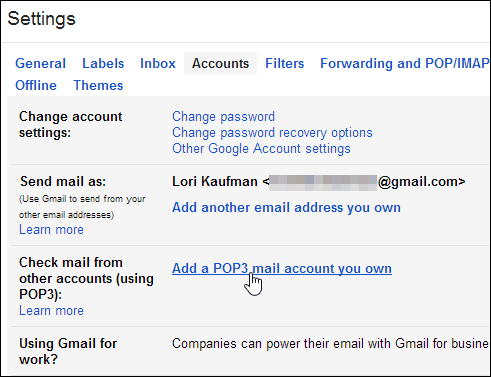 Settings
General Labels Inbox Accounts Filters Forwarding and POP/IMAP
Offline Themes
Change account settings:
Change password
Change password recovery options
Other Google Account settings
Send mail as:
(Use Gmail to send from your
other email addresses)
Learn more
Lori Kaufman < @gmail.com>
Add another email address you own
Check mail from
other accounts (using
POP3):
Learn more
Add a POP3 mail account you own
Using Gmail for
work?
Companies can power their email with Gmail for busine